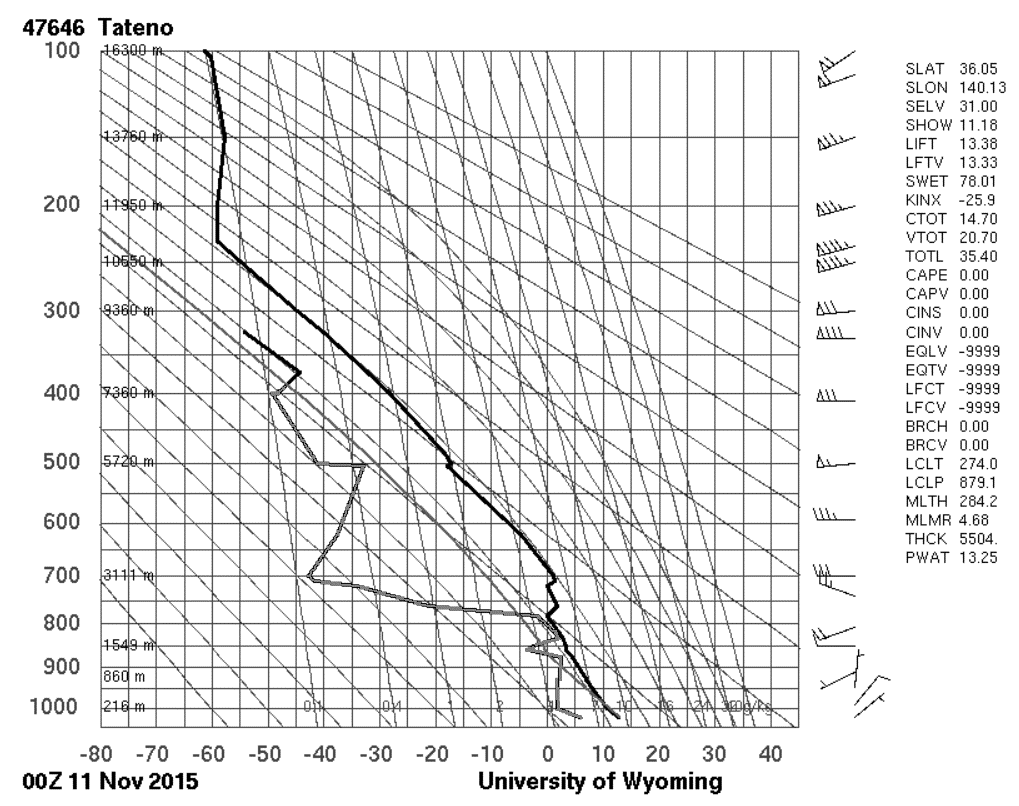 47646 Tateno
100
200
300
400
500
600
700
800
900
1000
16300 m
13760 m
11950 m
10650 m
9360 m
7360 m
5720 m
3111 m
1549 m
860 m
216 m
0.1 0.4 1 2 4 7 10 16 24 32 g/kg
-80 -70 -60 -50 -40 -30 -20 -10 0 10 20 30 40
00Z 11 Nov 2015 University of Wyoming
SLAT 36.05
SLON 140.13
SELV 31.00
SHOW 11.18
LIFT 13.38
LFTV 13.33
SWET 78.01
KINX -25.9
CTOT 14.70
VTOT 20.70
TOTL 35.40
CAPE 0.00
CAPV 0.00
CINS 0.00
CINV 0.00
EQLV -9999
EQTV -9999
LFCT -9999
LFCV -9999
BRCH 0.00
BRCV 0.00
LCLT 274.0
LCLP 879.1
MLTH 284.2
MLMR 4.68
THCK 5504.
PWAT 13.25